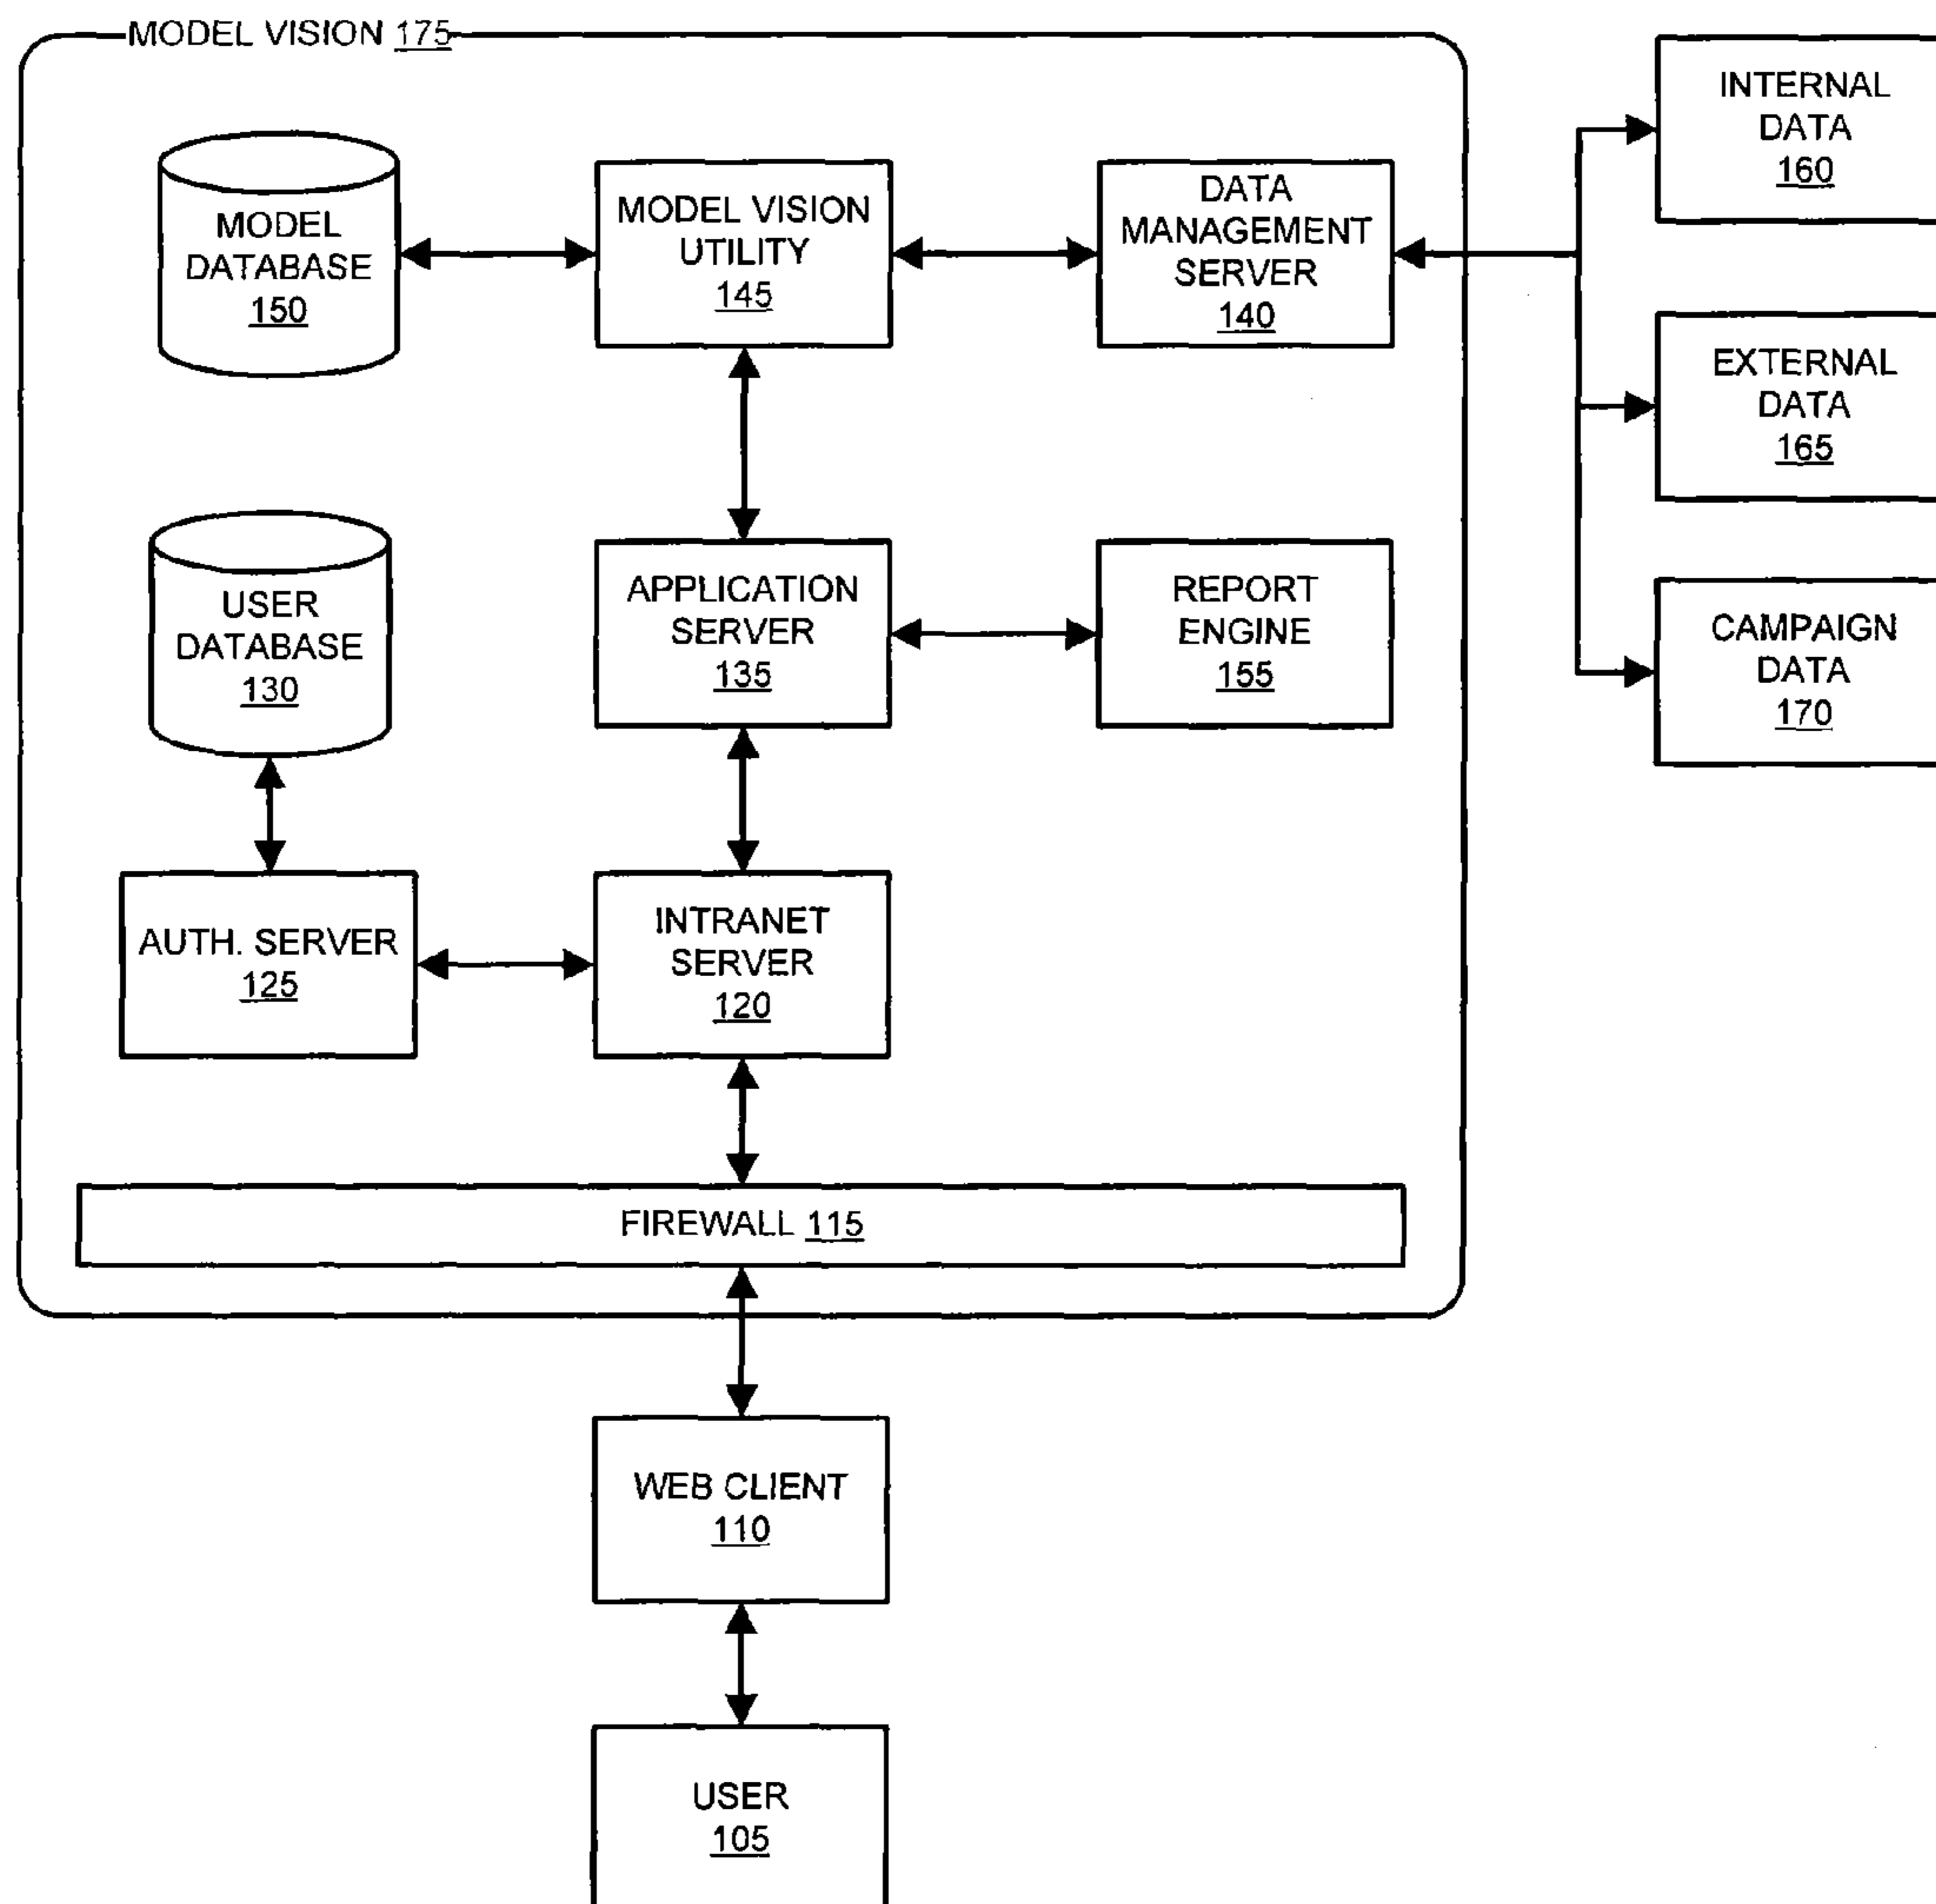 MODEL VISION 175
INTERNAL
DATA
160
MODEL
DATABASE
150
MODEL VISION
UTILITY
145
DATA
MANAGEMENT
SERVER
140
EXTERNAL
DATA
165
USER
DATABASE
130
APPLICATION
SERVER
135
REPORT
ENGINE
155
CAMPAIGN
DATA
170
AUTH. SERVER
125
INTRANET
SERVER
120
FIREWALL 115
WEB CLIENT
110
USER
105